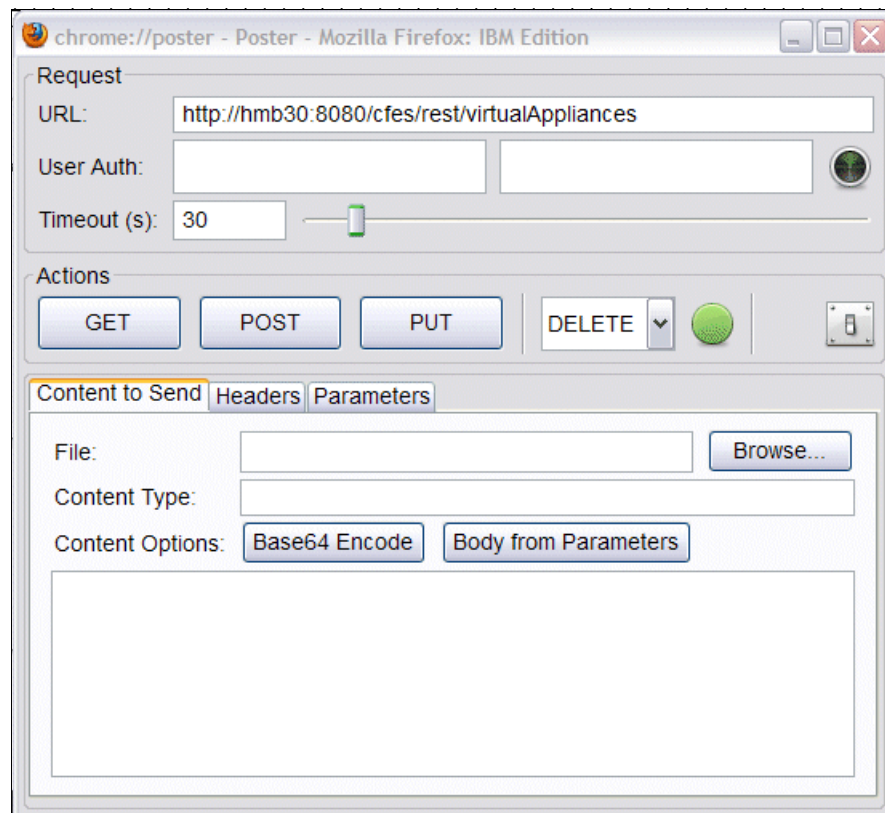 chrome://poster - Poster - Mozilla Firefox: IBM Edition
Request
URL: http://hmb30:8080/cfes/rest/virtualAppliances
User Auth:
Timeout (s): 30
Actions
GET POST PUT DELETE
Content to Send Headers Parameters
File: Browse...
Content Type:
Content Options: Base64 Encode Body from Parameters